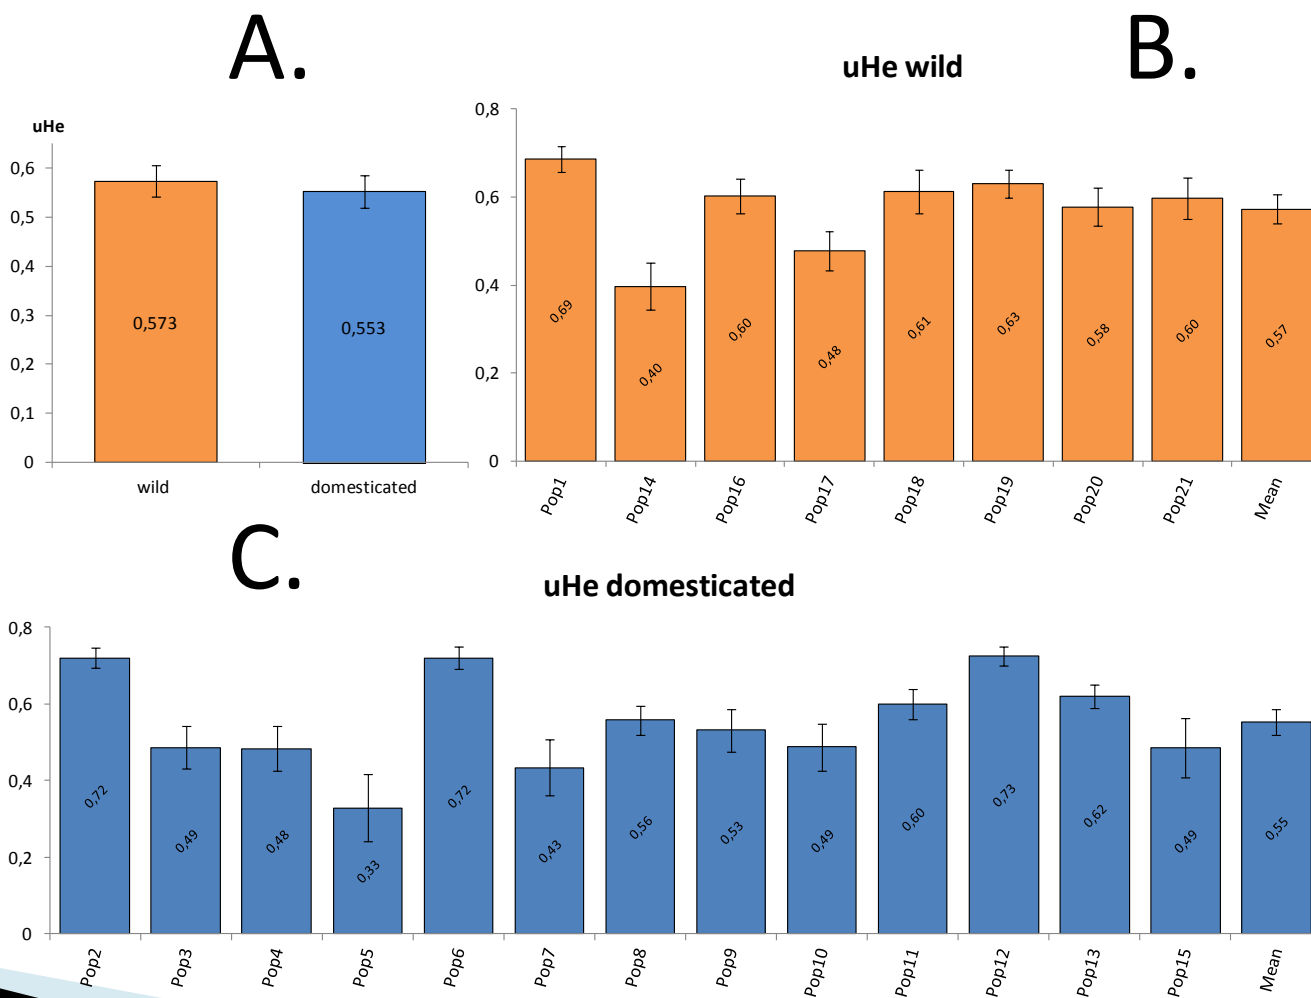 A.
uHe
0,6
0,5
0,4
0,3
0,2
0,1
0
0,573
0,553
wild
domesticated
B.
uHe wild
0,8
0,6
0,4
0,2
0
0,69
0,40
0,60
0,48
0,61
0,63
0,58
0,60
0,57
Pop1
Pop14
Pop16
Pop17
Pop18
Pop19
Pop20
Pop21
Mean
C.
uHe domesticated
0,8
0,6
0,4
0,2
0
0,72
0,49
0,48
0,33
0,72
0,43
0,56
0,53
0,49
0,60
0,73
0,62
0,49
0,55
Pop2
Pop3
Pop4
Pop5
Pop6
Pop7
Pop8
Pop9
Pop10
Pop11
Pop12
Pop13
Pop15
Mean